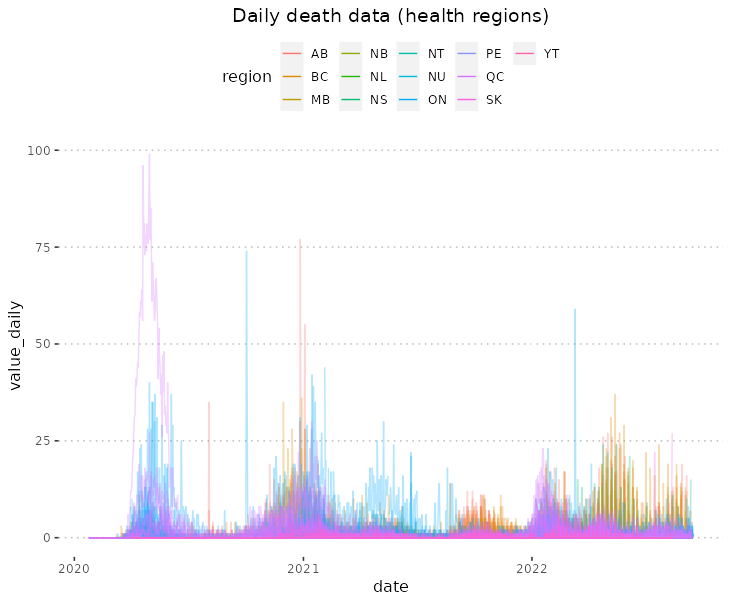 Daily death data (health regions)
region
AB NB NT PE YT
BC NL NU QC
MB NS ON SK
value_daily
100
75
50
25
0
2020 2021 2022
date